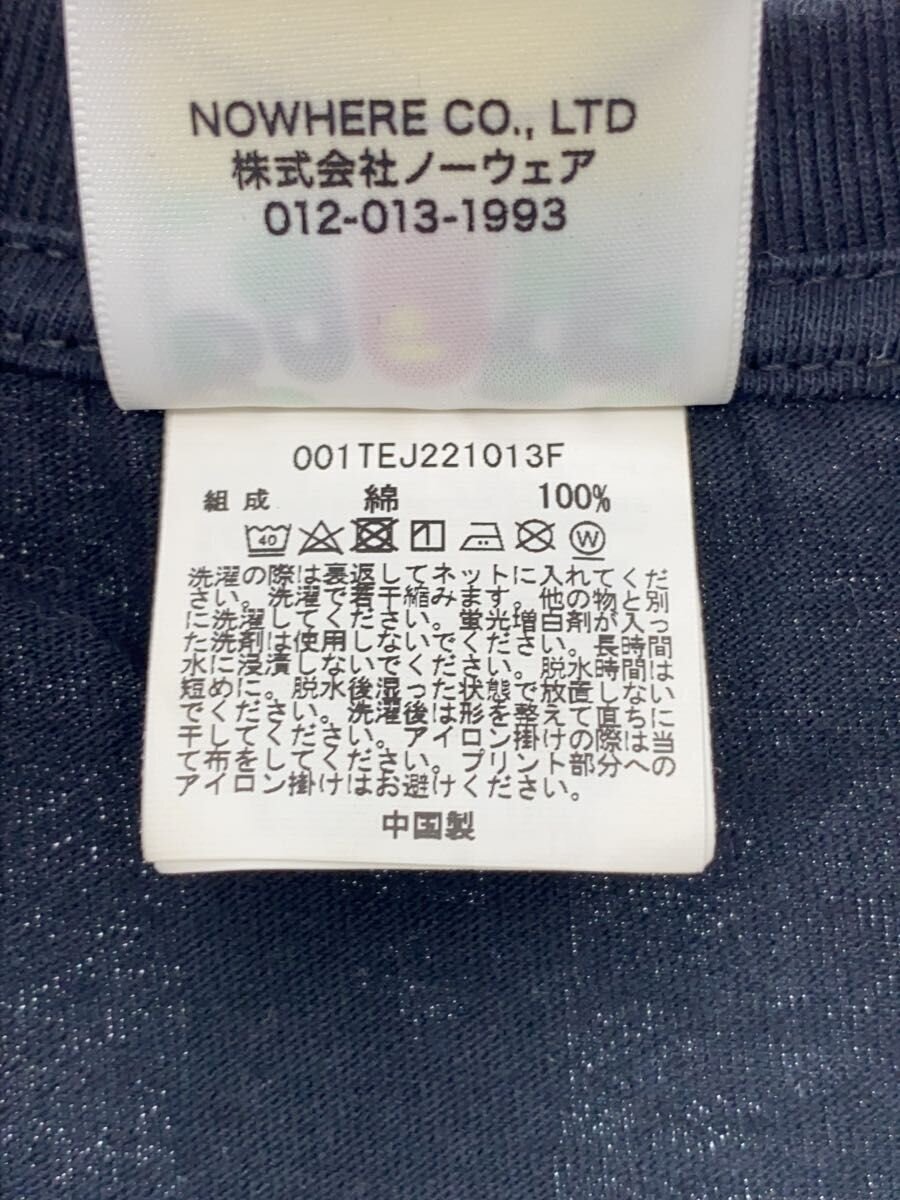 NOWHERE CO., LTD
株式会社ノーウェア
012-013-1993
001TEJ221013F
組成 綿 100%
40
W
洗濯の際は裏返してネットに入れてくだ
さい。洗濯で若干縮みます。他の物と別
に洗濯してください。蛍光増白剤が入っ
た洗剤は使用しないでください。長時間
水に浸漬しないでください。脱水時間は
短めに。脱水後湿った状態で放置しない
でください。洗濯後は形を整えて直ちに
干してください。アイロン掛けの際は当
て布をしてください。プリント部分への
アイロン掛けはお避けください。
中国製